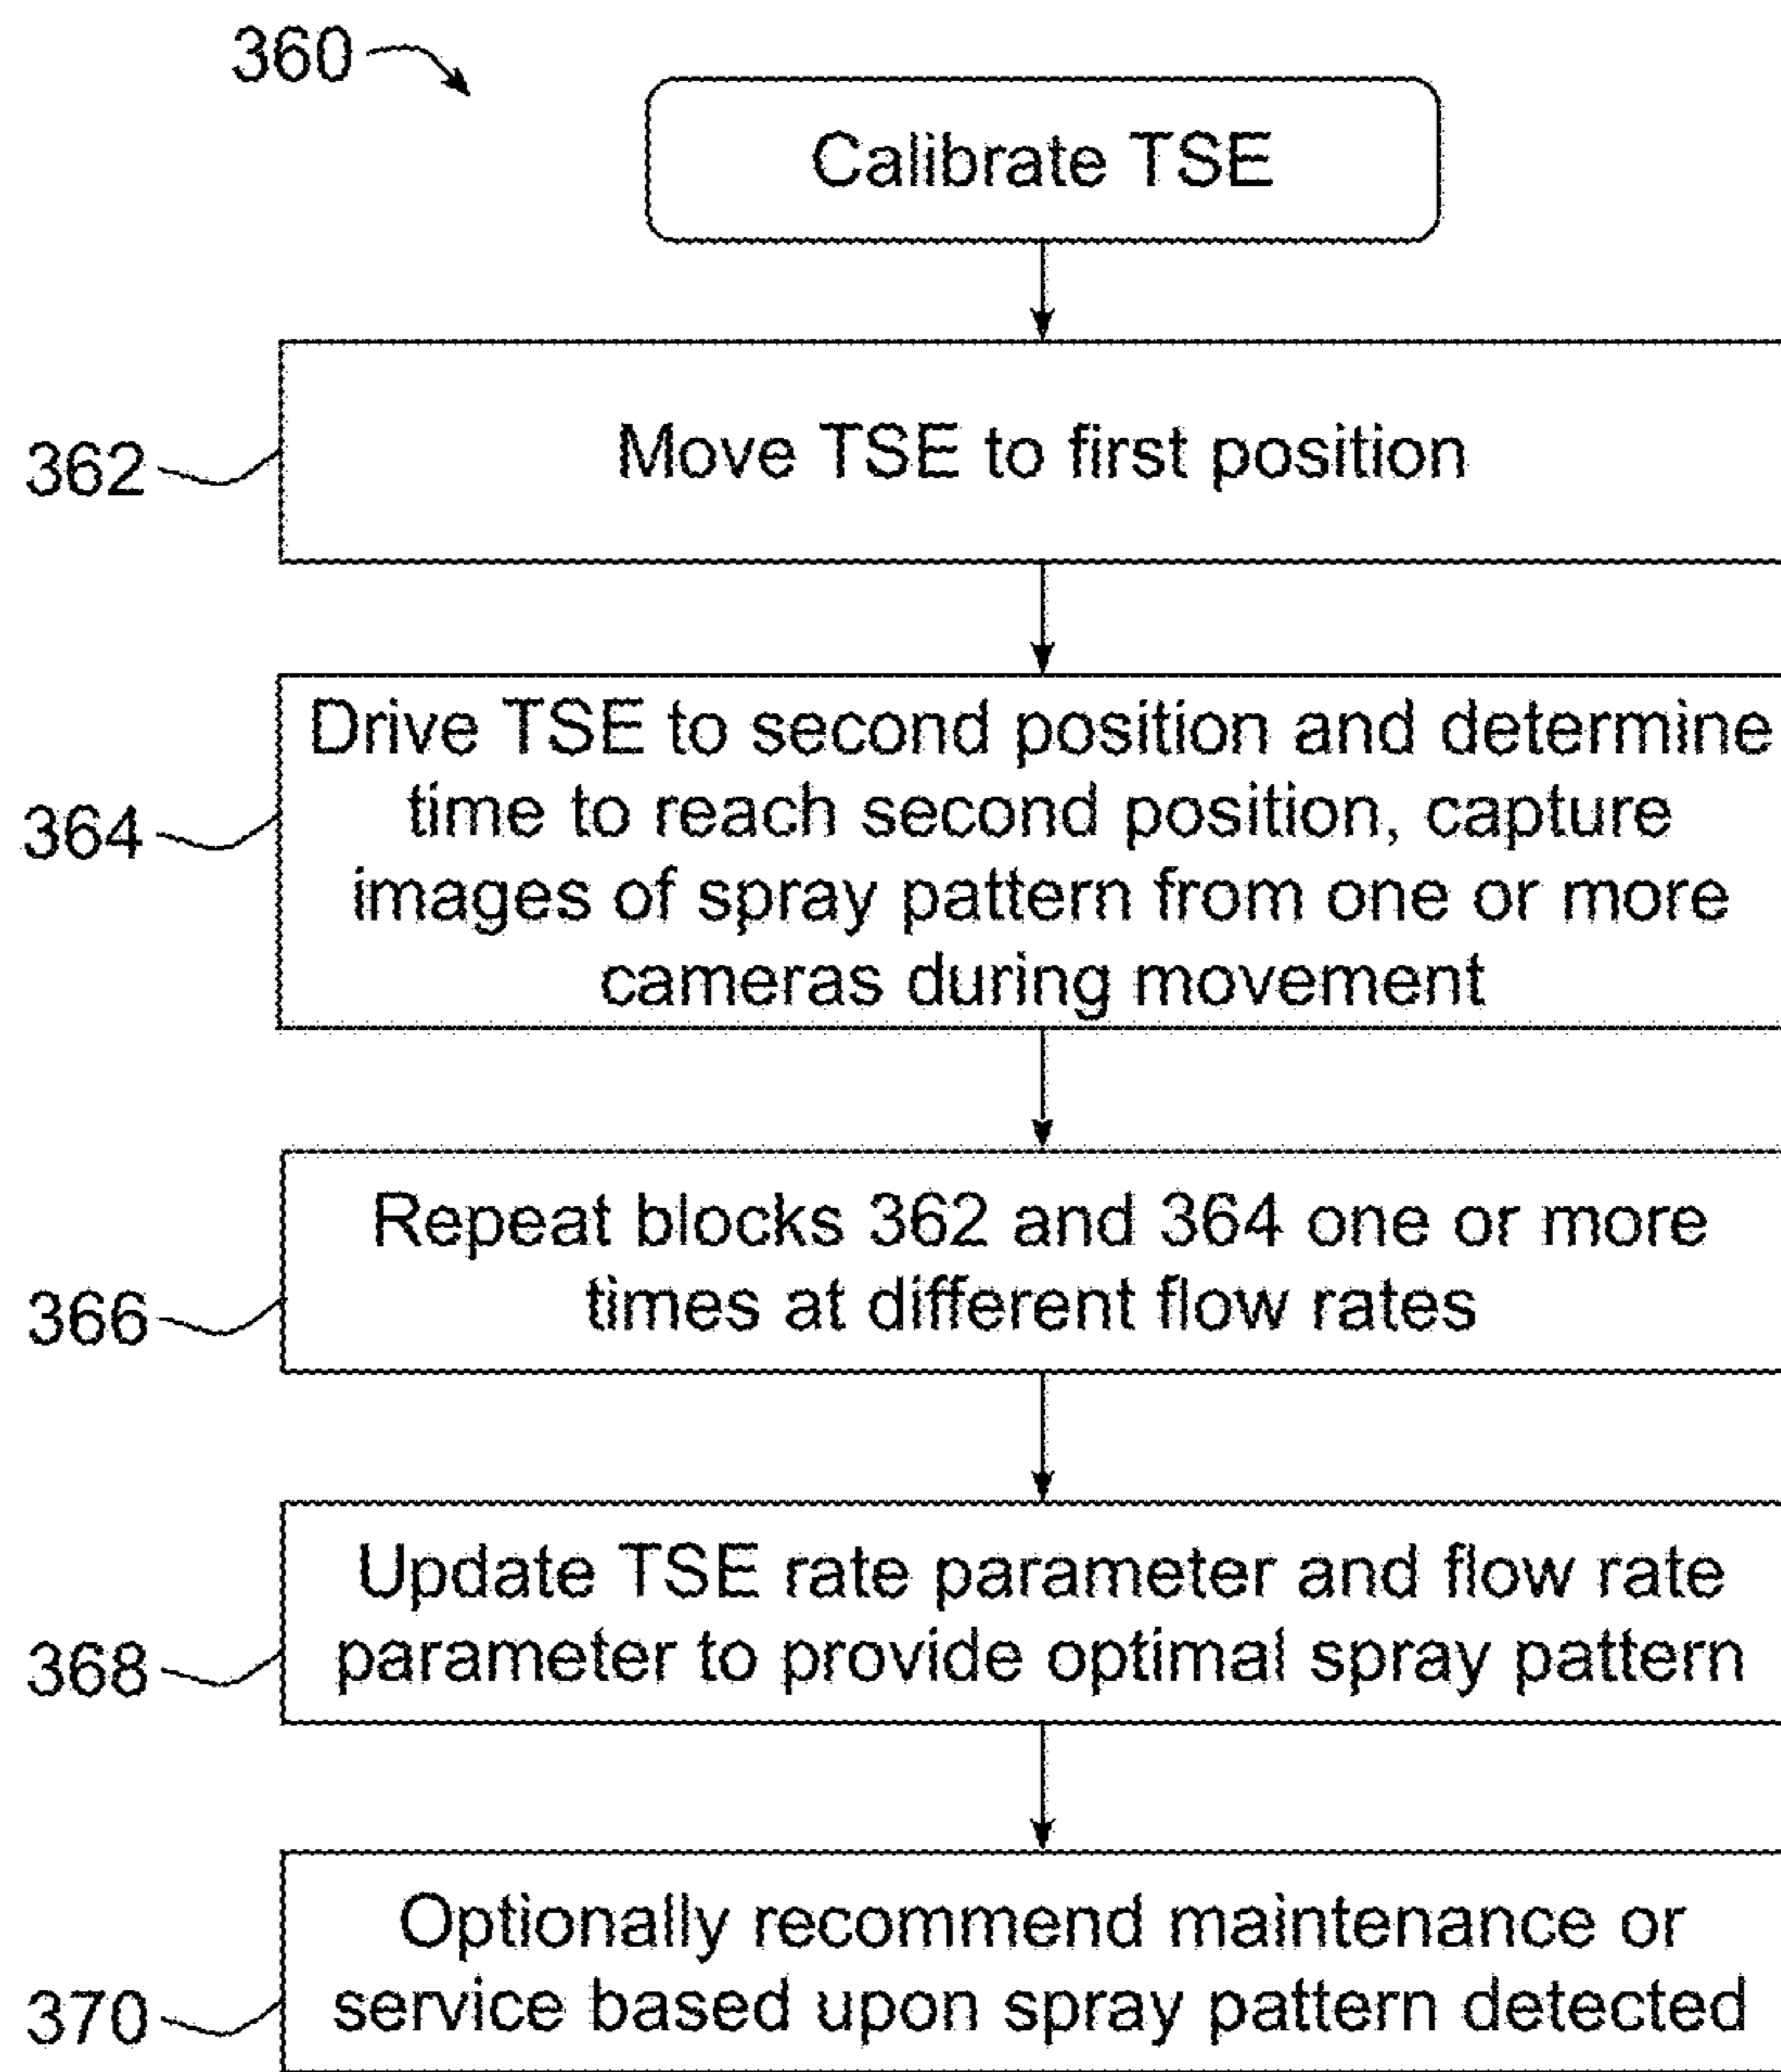 360
Calibrate TSE
362
Move TSE to first position
364
Drive TSE to second position and determine
time to reach second position, capture
images of spray pattern from one or more
cameras during movement
366
Repeat blocks 362 and 364 one or more
times at different flow rates
368
Update TSE rate parameter and flow rate
parameter to provide optimal spray pattern
370
Optionally recommend maintenance or
service based upon spray pattern detected